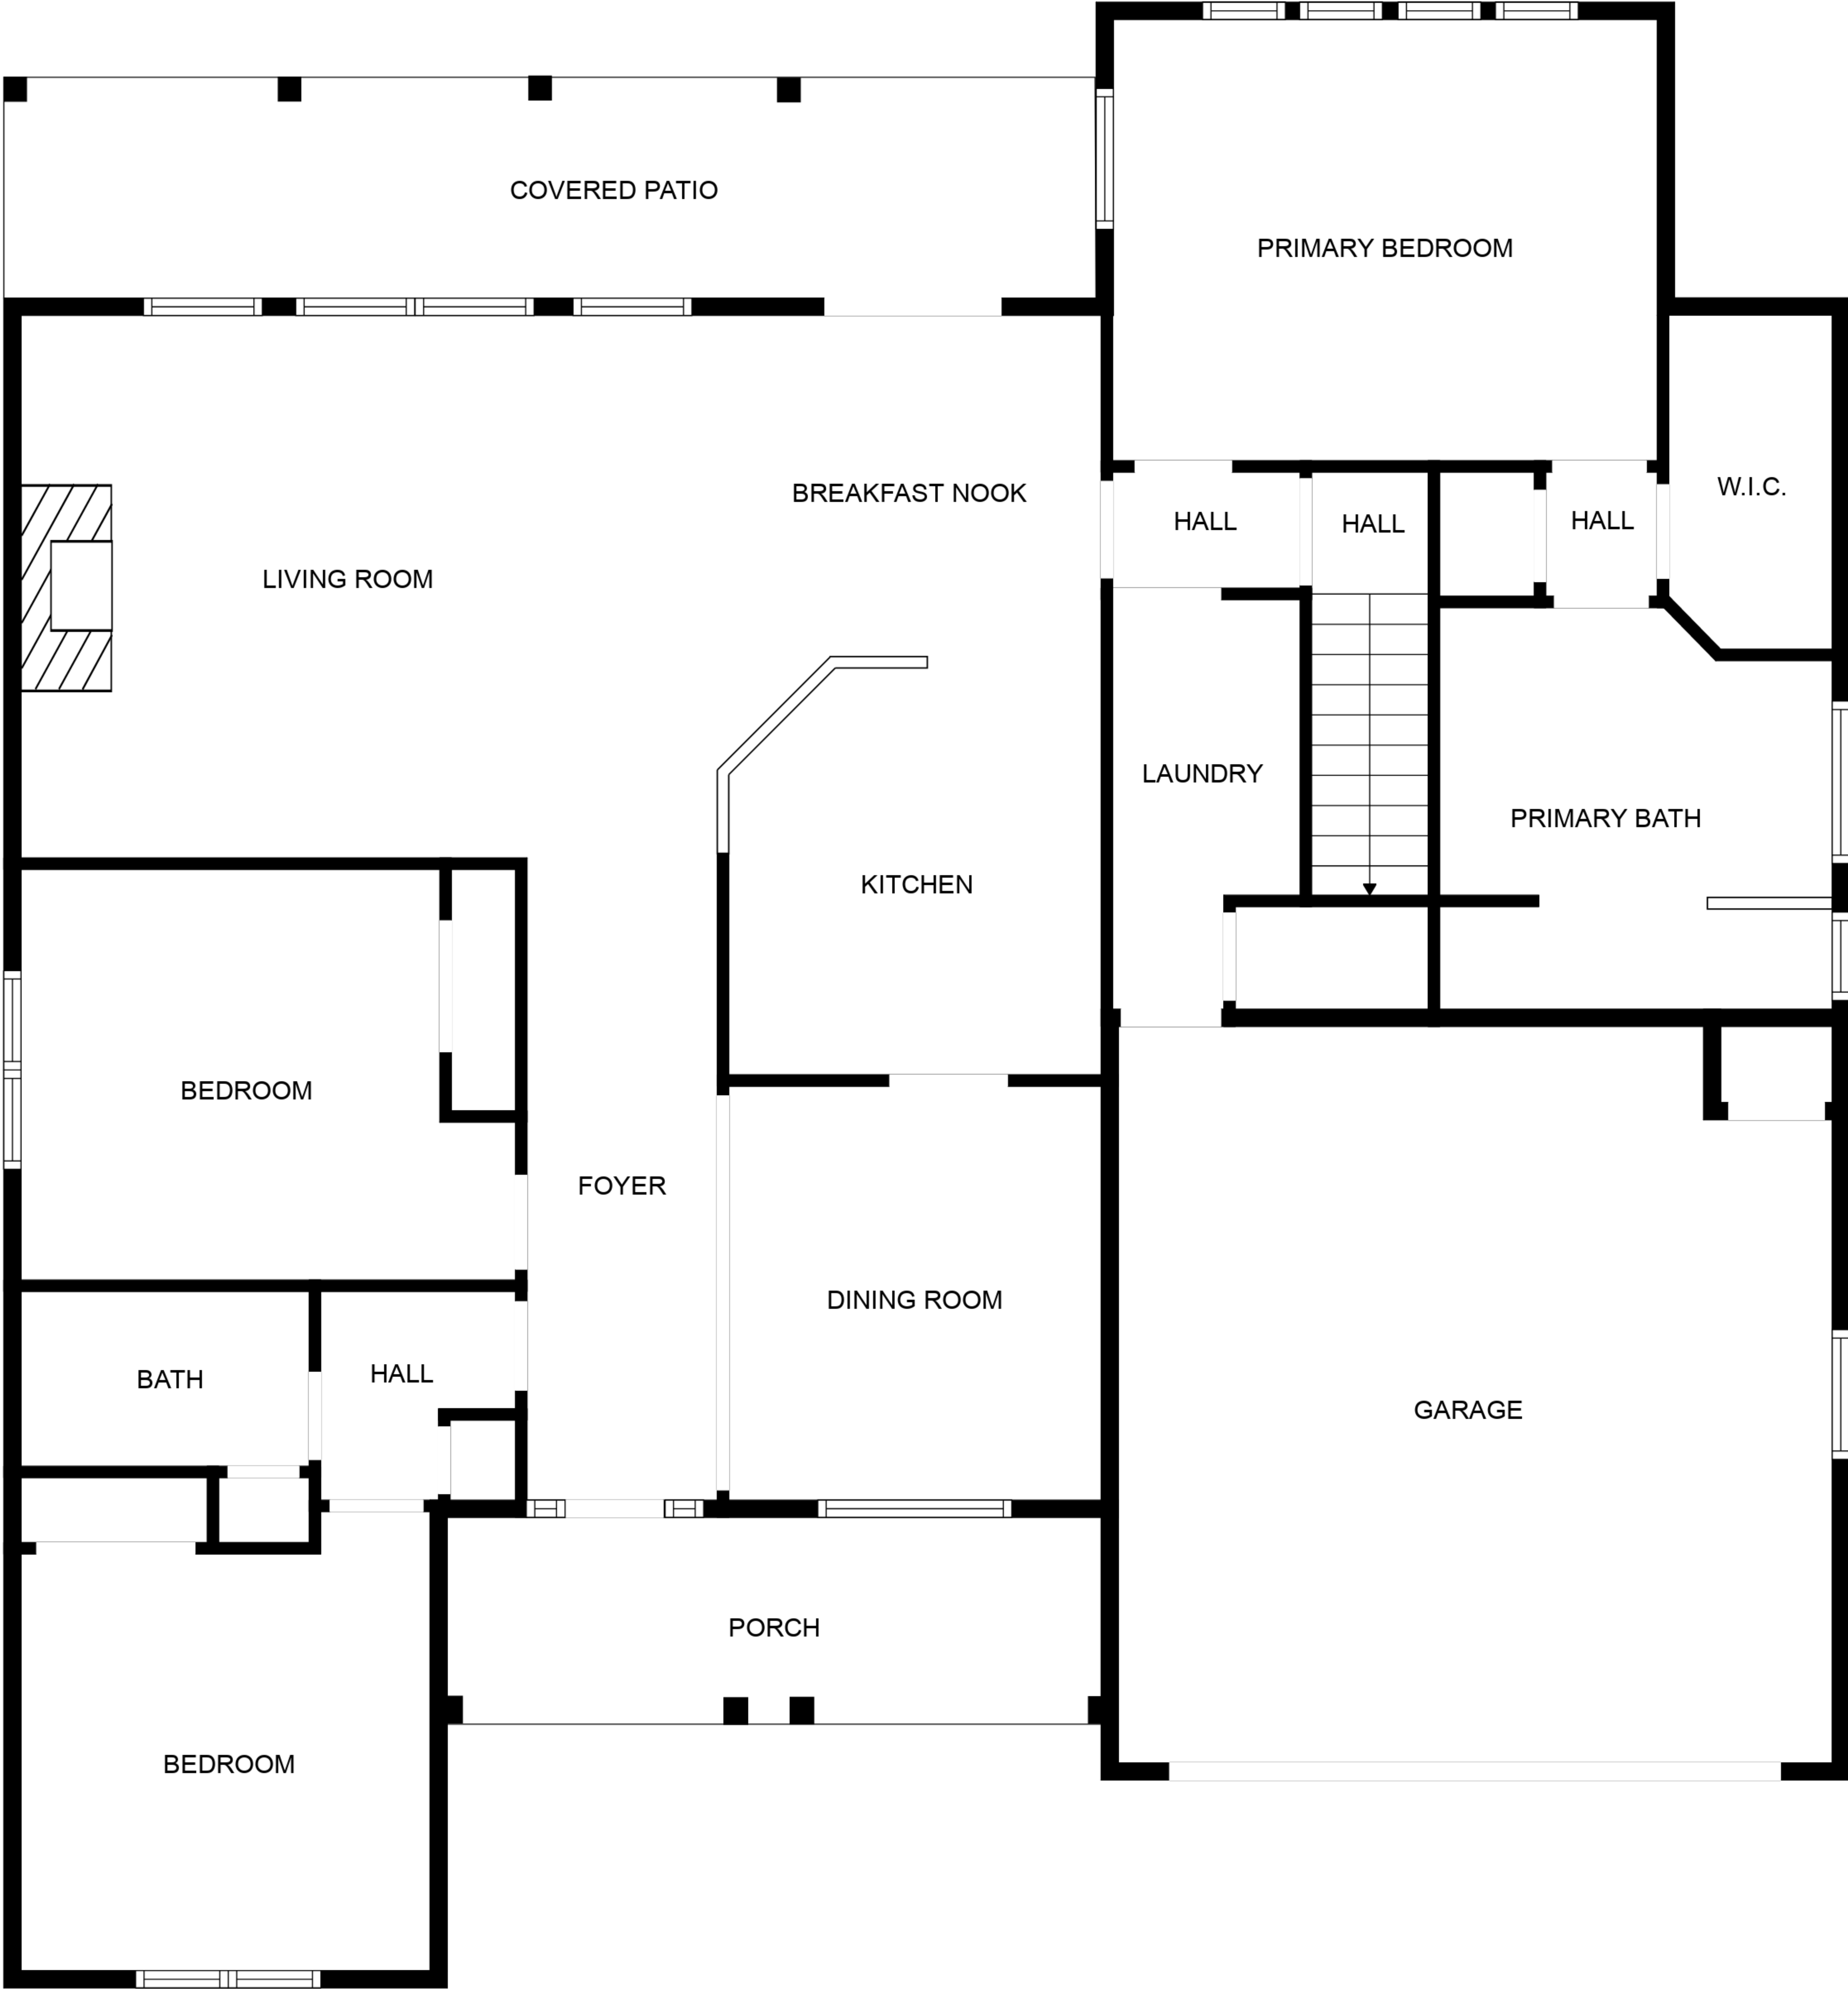 COVERED PATIO
PRIMARY BEDROOM
BREAKFAST NOOK
W.I.C.
HALL
HALL
HALL
LIVING ROOM
LAUNDRY
PRIMARY BATH
KITCHEN
BEDROOM
FOYER
DINING ROOM
BATH
HALL
GARAGE
PORCH
BEDROOM